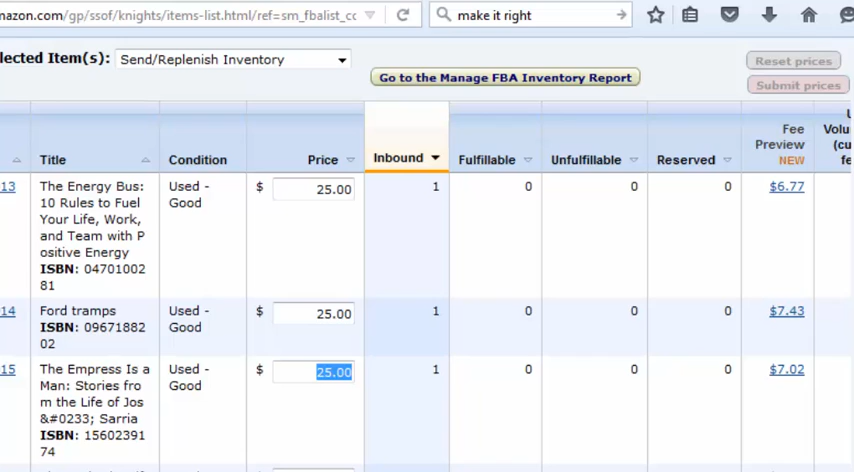 mazon.com/gp/ssof/knights/items-list.html/ref=sm_fbalist_cc
make it right
lected Item(s): Send/Replenish Inventory
Go to the Manage FBA Inventory Report
Reset prices
Submit prices
Title Condition Price Inbound Fulfillable Unfulfillable Reserved
Fee
Preview
NEW
U
Volu
(cu
fe
13 The Energy Bus:
10 Rules to Fuel
Your Life, Work,
and Team with P
ositive Energy
ISBN: 04701002
81
Used -
Good
$ 25.00 1 0 0 0 $6.77
14 Ford tramps
ISBN: 09671882
02
Used -
Good
$ 25.00 1 0 0 0 $7.43
15 The Empress Is a
Man: Stories fro
m the Life of Jos
&#0233; Sarria
ISBN: 15602391
74
Used -
Good
$ 25.00 1 0 0 0 $7.02